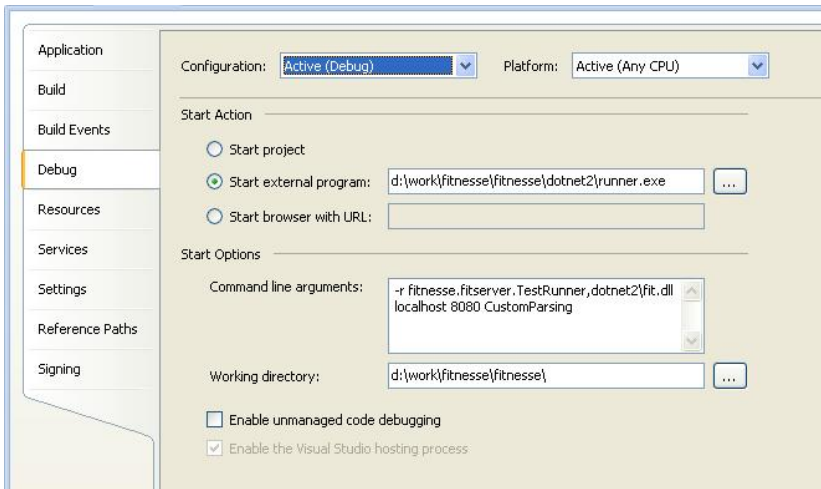 Application
Build
Build Events
Debug
Resources
Services
Settings
Reference Paths
Signing
Configuration: Active (Debug) Platform: Active (Any CPU)
Start Action
Start project
Start external program: d:\work\fitnesse\fitnesse\dotnet2\runner.exe ...
Start browser with URL:
Start Options
Command line arguments: -r fitnesse.fitserver.TestRunner,dotnet2\fit.dll
localhost 8080 CustomParsing
Working directory: d:\work\fitnesse\fitnesse\ ...
Enable unmanaged code debugging
Enable the Visual Studio hosting process